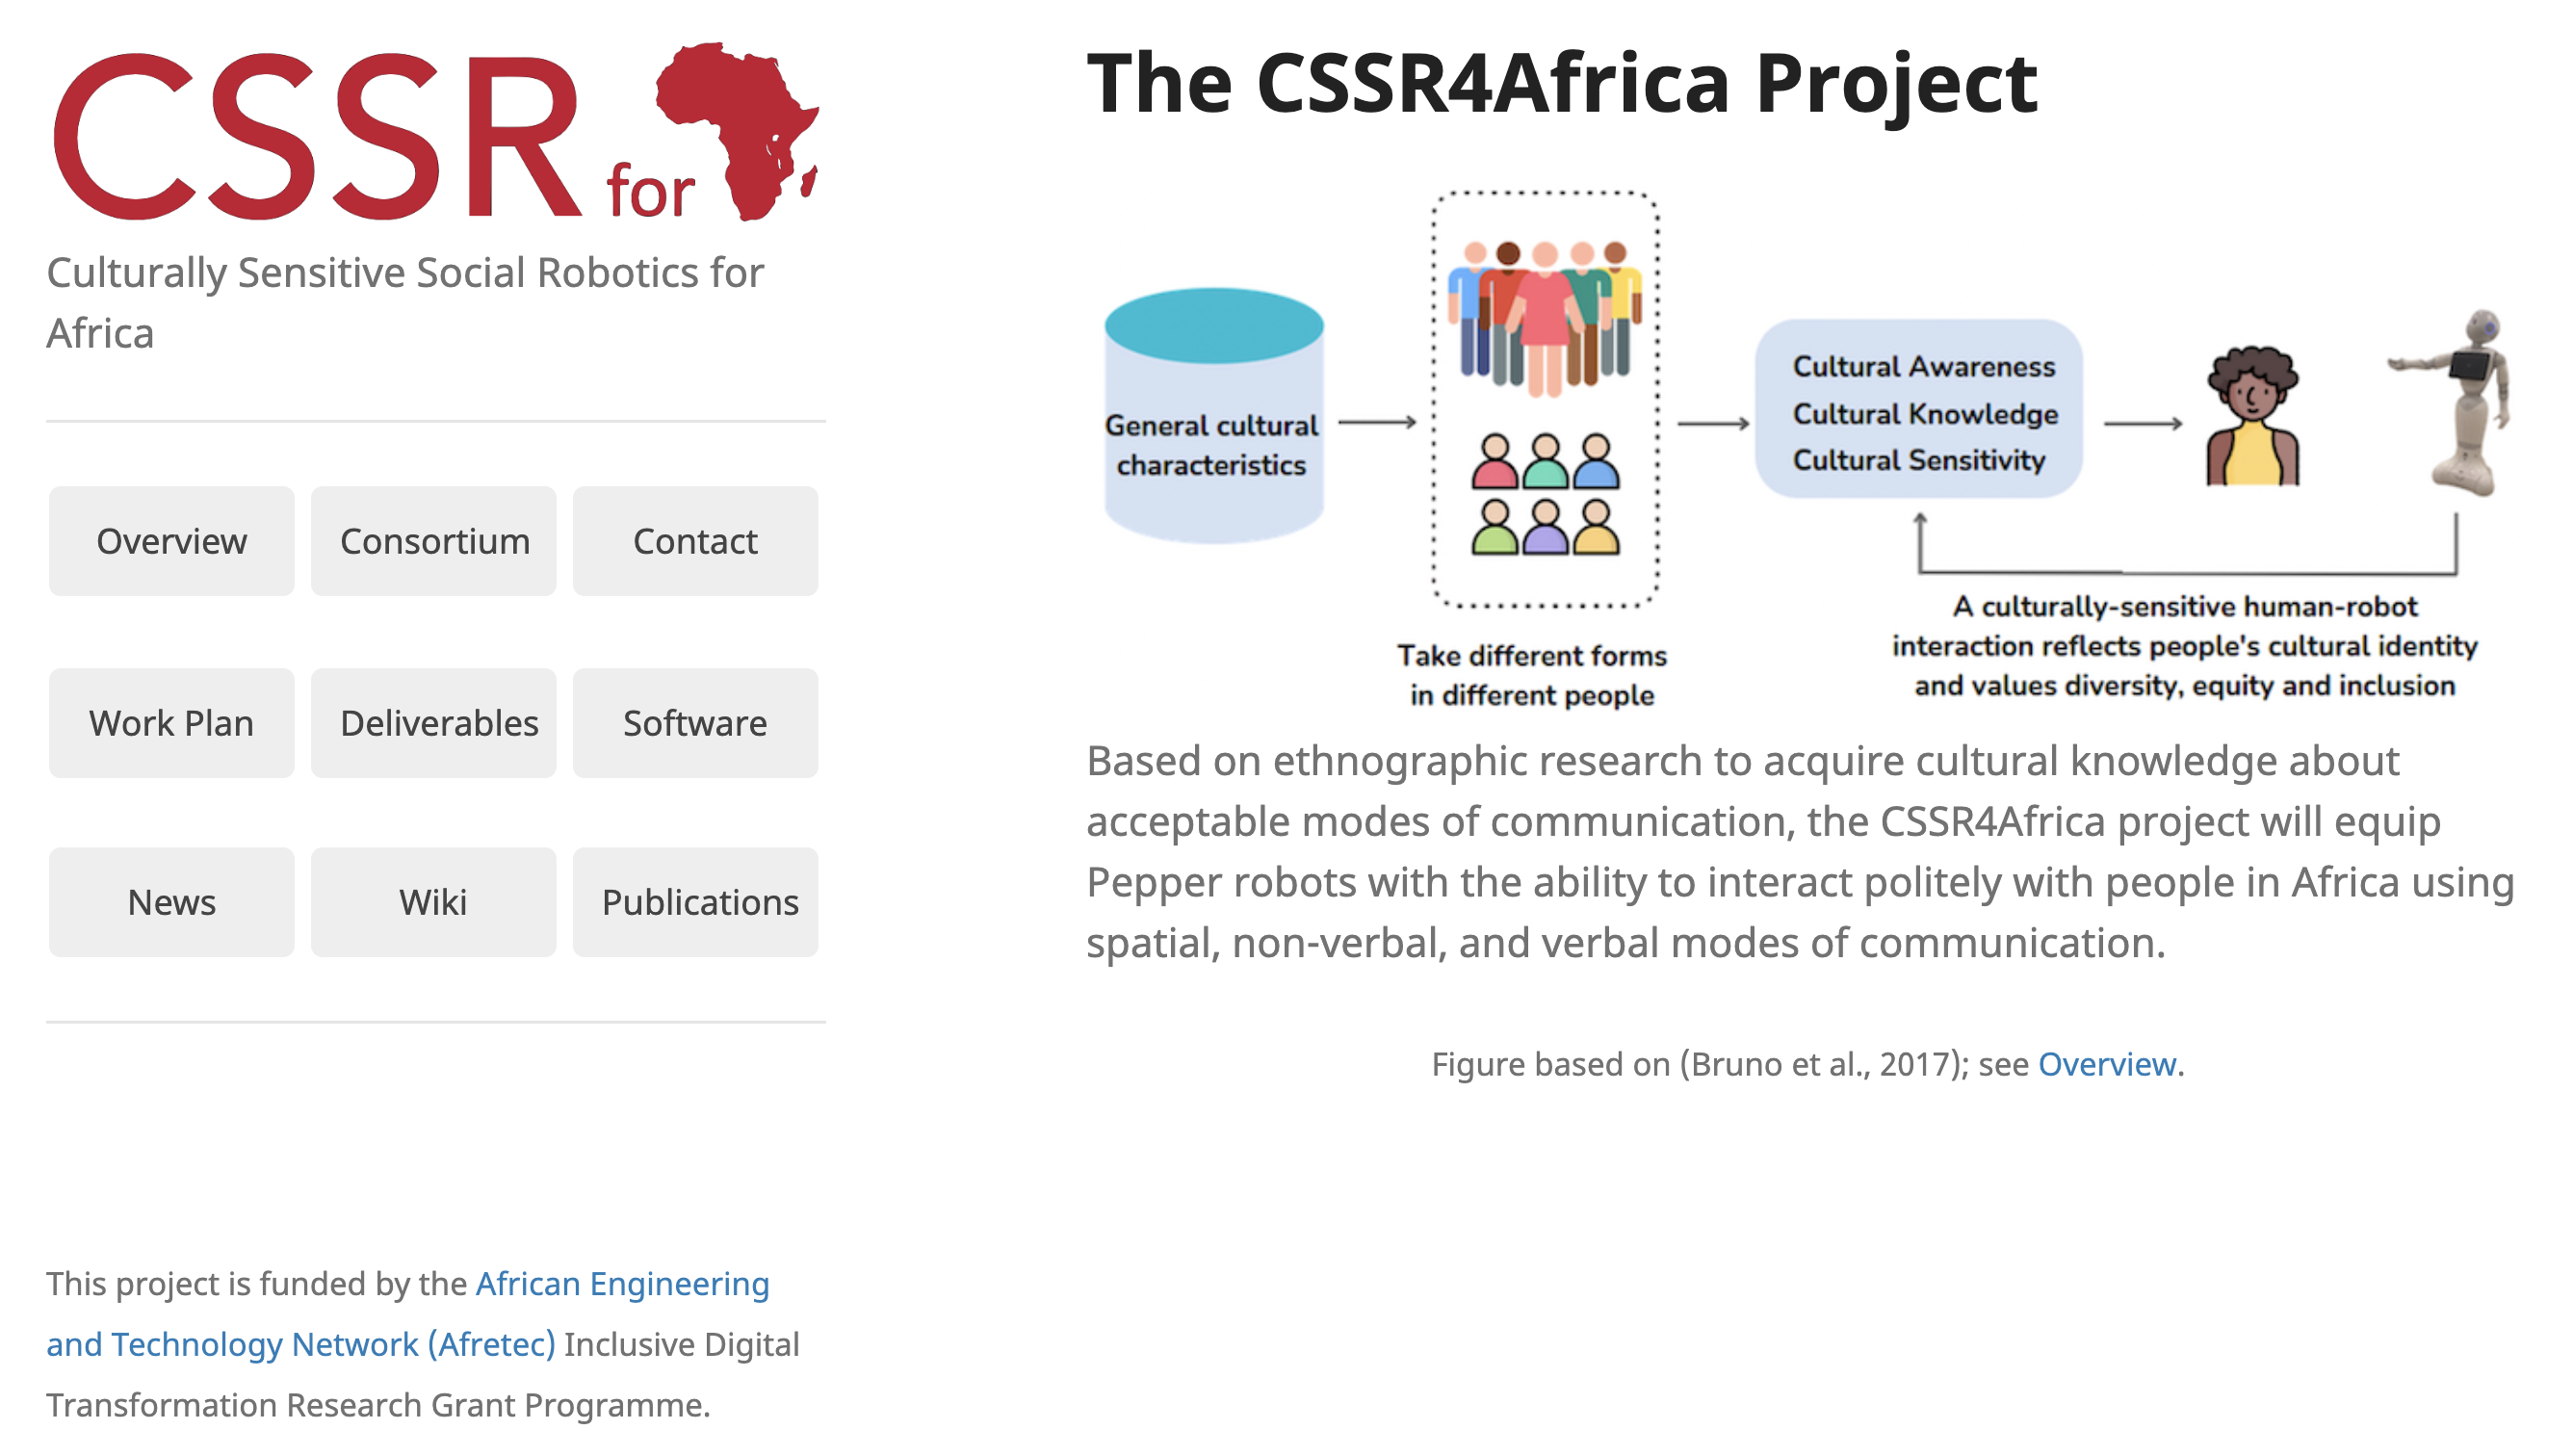 CSSR for
Culturally Sensitive Social Robotics for
Africa
Overview
Consortium
Contact
Work Plan
Deliverables
Software
News
Wiki
Publications
This project is funded by the African Engineering
and Technology Network (Afretec) Inclusive Digital
Transformation Research Grant Programme.
The CSSR4Africa Project
General cultural
characteristics
Take different forms
in different people
Cultural Awareness
Cultural Knowledge
Cultural Sensitivity
A culturally-sensitive human-robot
interaction reflects people's cultural identity
and values diversity, equity and inclusion
Based on ethnographic research to acquire cultural knowledge about
acceptable modes of communication, the CSSR4Africa project will equip
Pepper robots with the ability to interact politely with people in Africa using
spatial, non-verbal, and verbal modes of communication.
Figure based on (Bruno et al., 2017); see Overview.